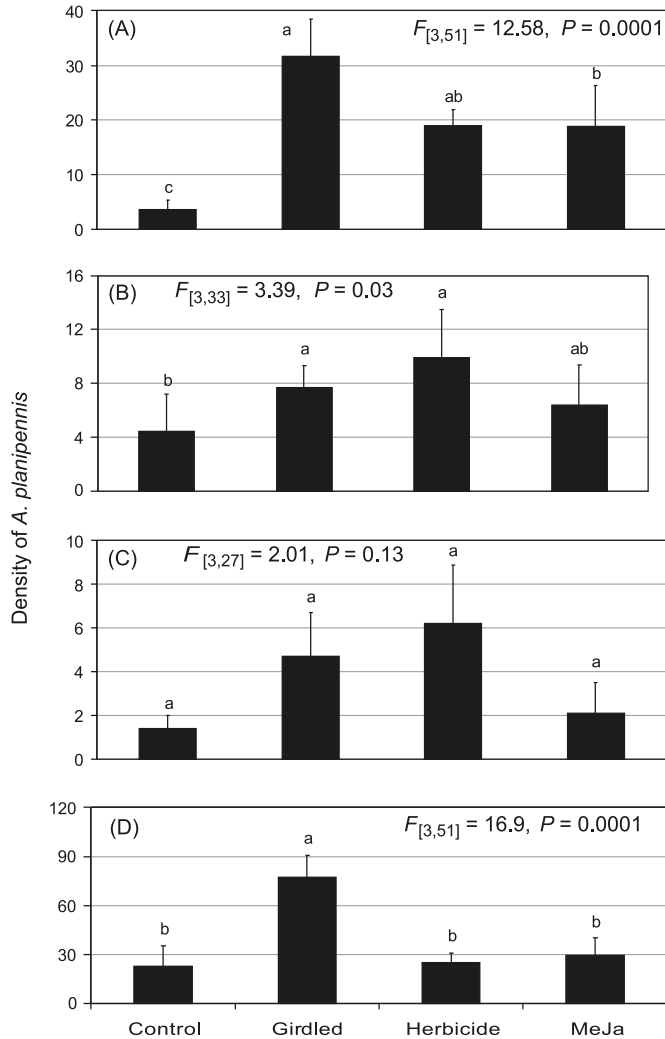 40
(A)
a
F[3,51] = 12.58, P = 0.0001
30
b
ab
20
10
c
0
16
(B)
F[3,33] = 3.39, P = 0.03
a
12
a
ab
8
b
4
0
Density of A. planipennis
10
(C)
F[3,27] = 2.01, P = 0.13
a
8
a
6
4
a
a
2
0
120
(D)
F[3,51] = 16.9, P = 0.0001
a
90
60
b
b
b
30
0
Control Girdled Herbicide MeJa